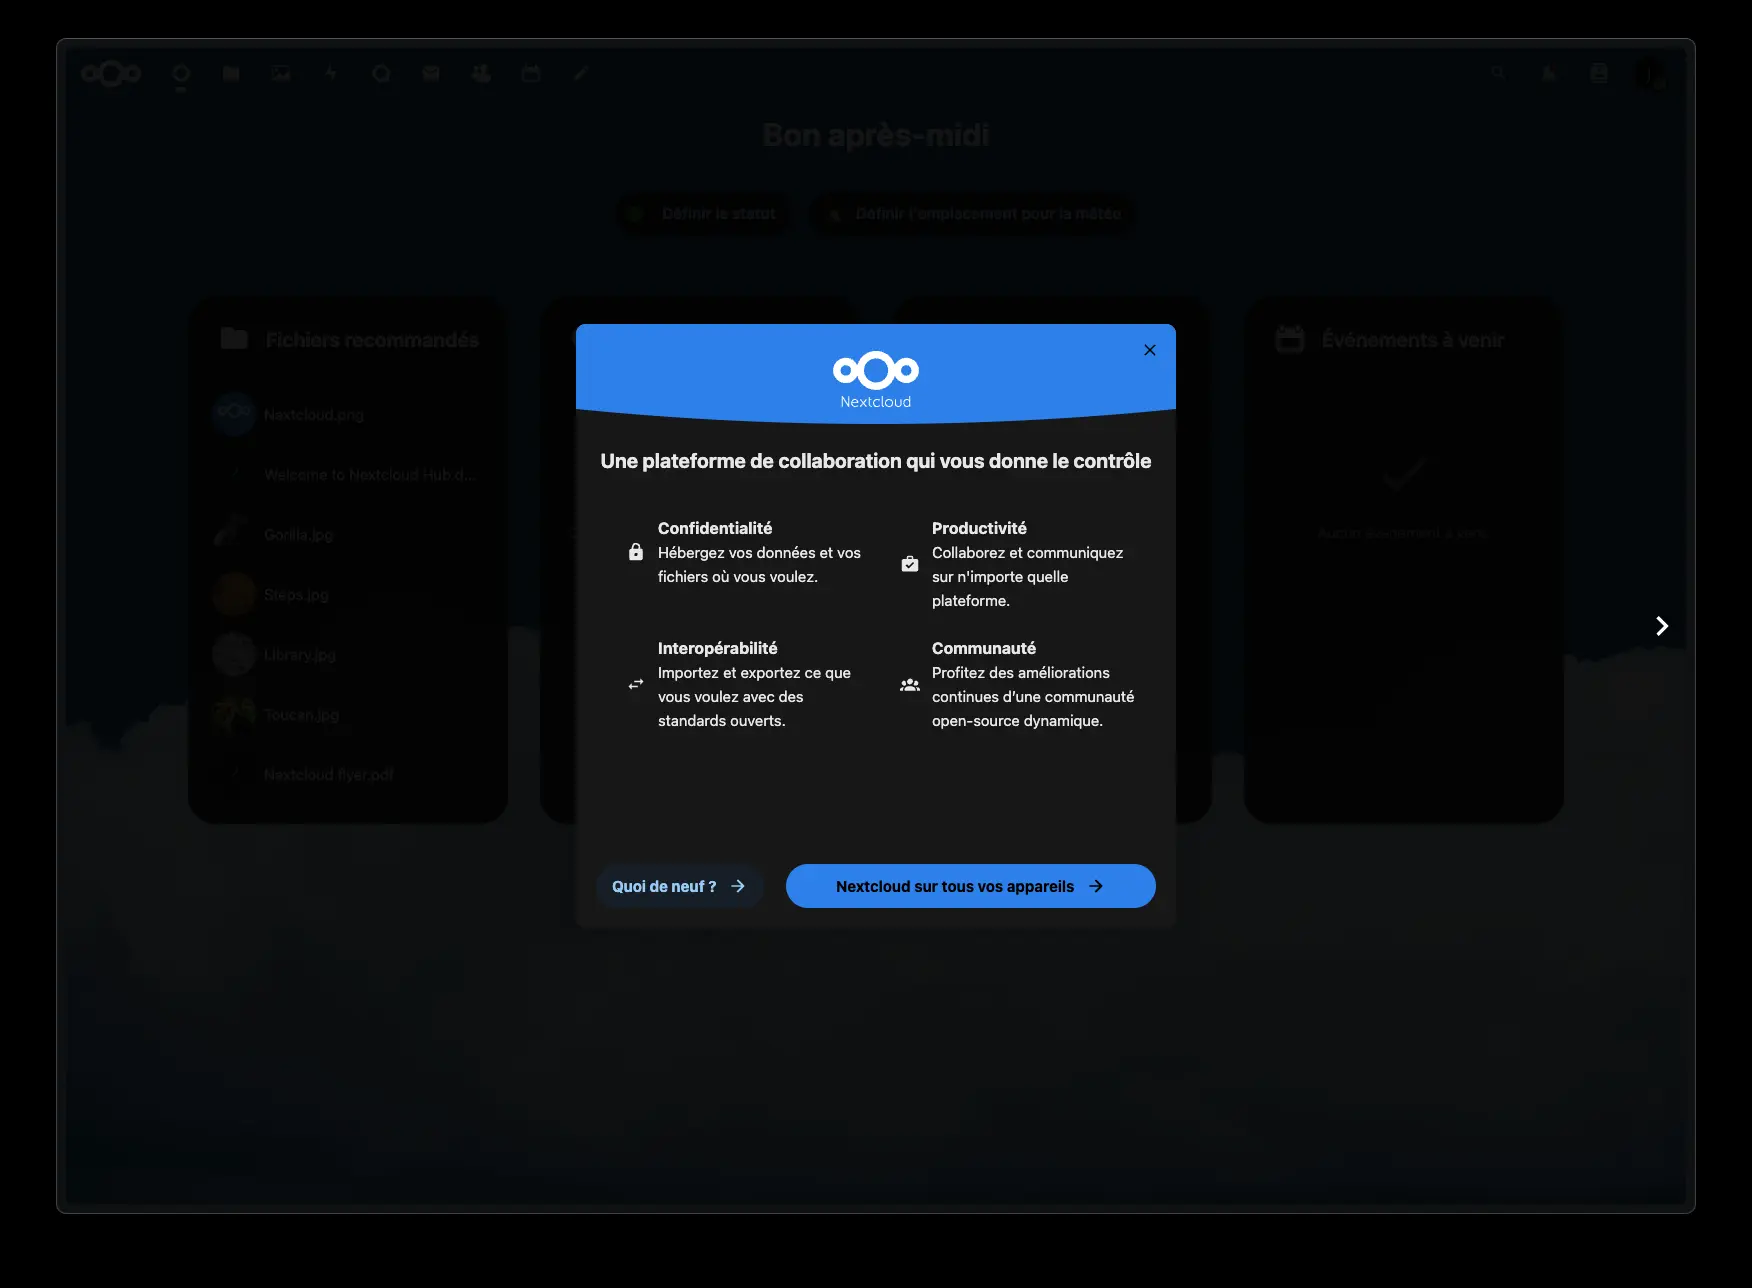 Bon après-midi
Définir le statut
Définir l'emplacement pour la météo
Fichiers recommandés
Nextcloud.png
Welcome to Nextcloud Hub d...
Gorilla.jpg
Steps.jpg
Library.jpg
Toucan.jpg
Nextcloud flyer.pdf
Événements à venir
Aucun événement à venir
Nextcloud
Une plateforme de collaboration qui vous donne le contrôle
Confidentialité
Hébergez vos données et vos
fichiers où vous voulez.
Productivité
Collaborez et communiquez
sur n'importe quelle
plateforme.
Interopérabilité
Importez et exportez ce que
vous voulez avec des
standards ouverts.
Communauté
Profitez des améliorations
continues d’une communauté
open-source dynamique.
Quoi de neuf ?
Nextcloud sur tous vos appareils